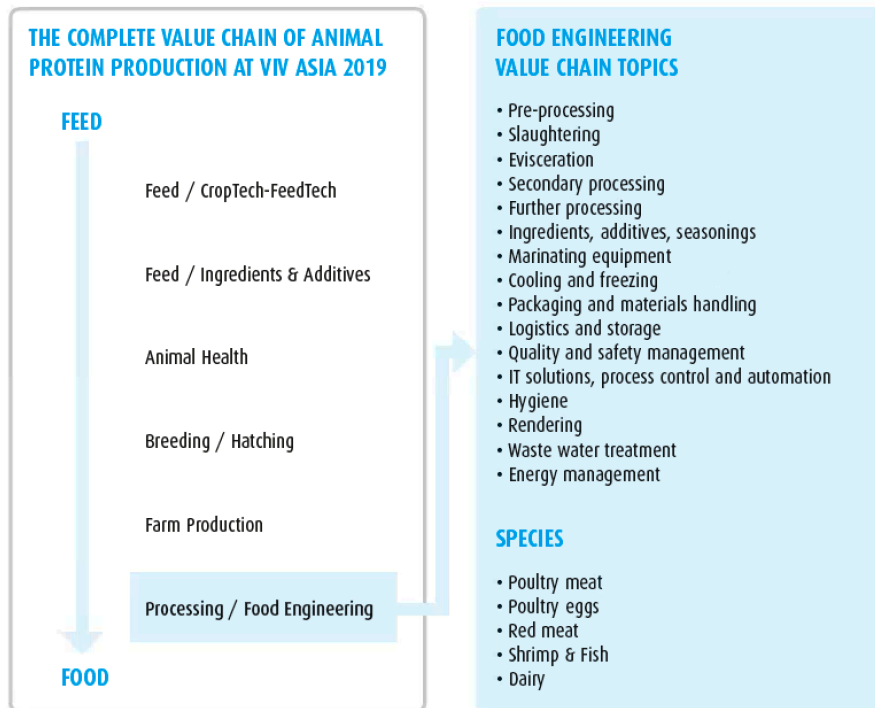 THE COMPLETE VALUE CHAIN OF ANIMAL
PROTEIN PRODUCTION AT VIV ASIA 2019
FEED
Feed / CropTech-FeedTech
Feed / Ingredients & Additives
Animal Health
Breeding / Hatching
Farm Production
Processing / Food Engineering
FOOD
FOOD ENGINEERING
VALUE CHAIN TOPICS
• Pre-processing
• Slaughtering
• Evisceration
• Secondary processing
• Further processing
• Ingredients, additives, seasonings
• Marinating equipment
• Cooling and freezing
• Packaging and materials handling
• Logistics and storage
• Quality and safety management
• IT solutions, process control and automation
• Hygiene
• Rendering
• Waste water treatment
• Energy management
SPECIES
• Poultry meat
• Poultry eggs
• Red meat
• Shrimp & Fish
• Dairy